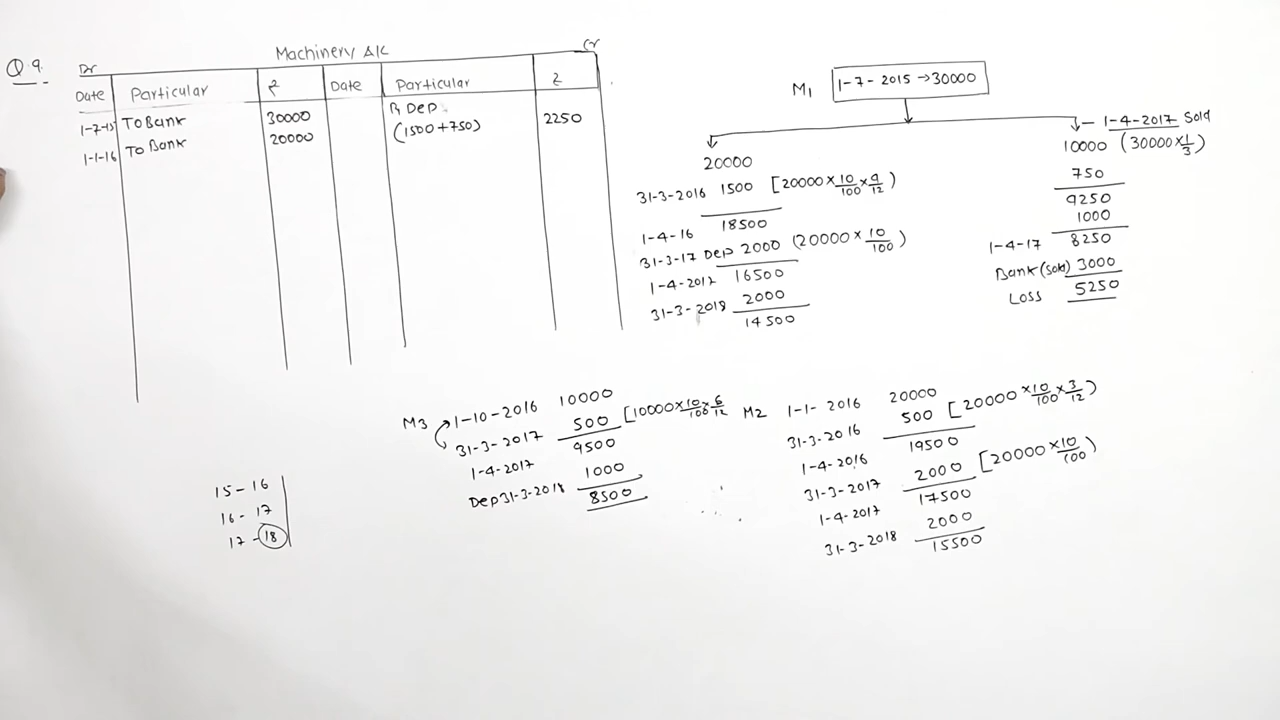 Q.9.
Machinery A/c
Dr Cr
Date Particular ₹ Date Particular ₹
1-7-15 To Bank 30000 By Dep. (1500 + 750) 2250
1-1-16 To Bank 20000
M1 1-7-2015 → 30000
20000
31-3-2016 1500 [20000 × 10/100 × 9/12)
18500
1-4-16
31-3-17 Dep 2000 (20000 × 10/100)
1-4-2017 16500
31-3-2018 2000
14500
1-4-2017 Sold
10000 (30000 × 1/3)
750
9250
1000
1-4-17 8250
Bank (sold) 3000
Loss 5250
M3 1-10-2016 10000
31-3-2017 500 [10000 × 10/100 × 6/12
1-4-2017 9500
Dep 31-3-2018 1000
8500
M2 1-1-2016 20000
31-3-2016 500 [20000 × 10/100 × 3/12)
1-4-2016 19500
31-3-2017 2000 [20000 × 10/100)
1-4-2017 17500
31-3-2018 2000
15500
15-16
16-17
17-18